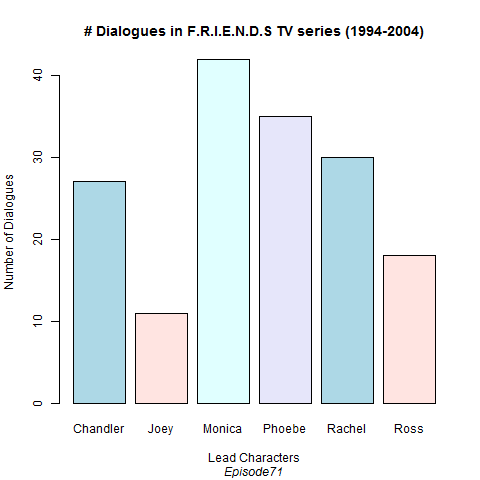 # Dialogues in F.R.I.E.N.D.S TV series (1994-2004)
Number of Dialogues
40
30
20
10
0
Chandler Joey Monica Phoebe Rachel Ross
Lead Characters
Episode71